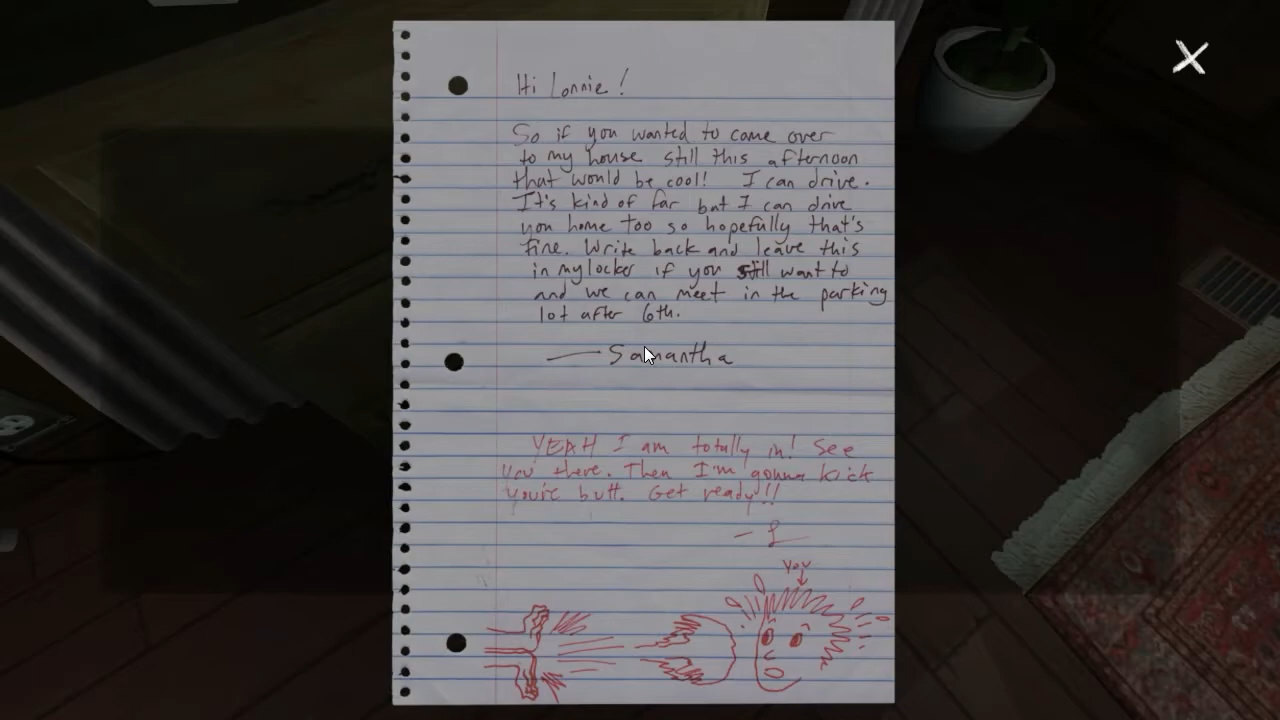 Hi Lonnie!
So if you wanted to come over
to my house still this afternoon
that would be cool! I can drive.
It's kind of far but I can drive
you home too so hopefully that's
fine. Write back and leave this
in my locker if you still want to
and we can meet in the parking
lot after 6th.
— Samantha
YEAH I am totally in! See
you there. Then I'm gonna kick
you're butt. Get ready!!
- L
YOU